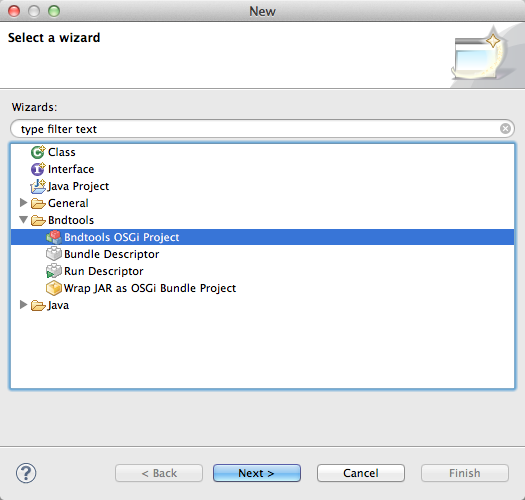 New
Select a wizard
Wizards:
type filter text
Class
Interface
Java Project
General
Bndtools
Bndtools OSGi Project
Bundle Descriptor
Run Descriptor
Wrap JAR as OSGi Bundle Project
Java
? < Back Next > Cancel Finish